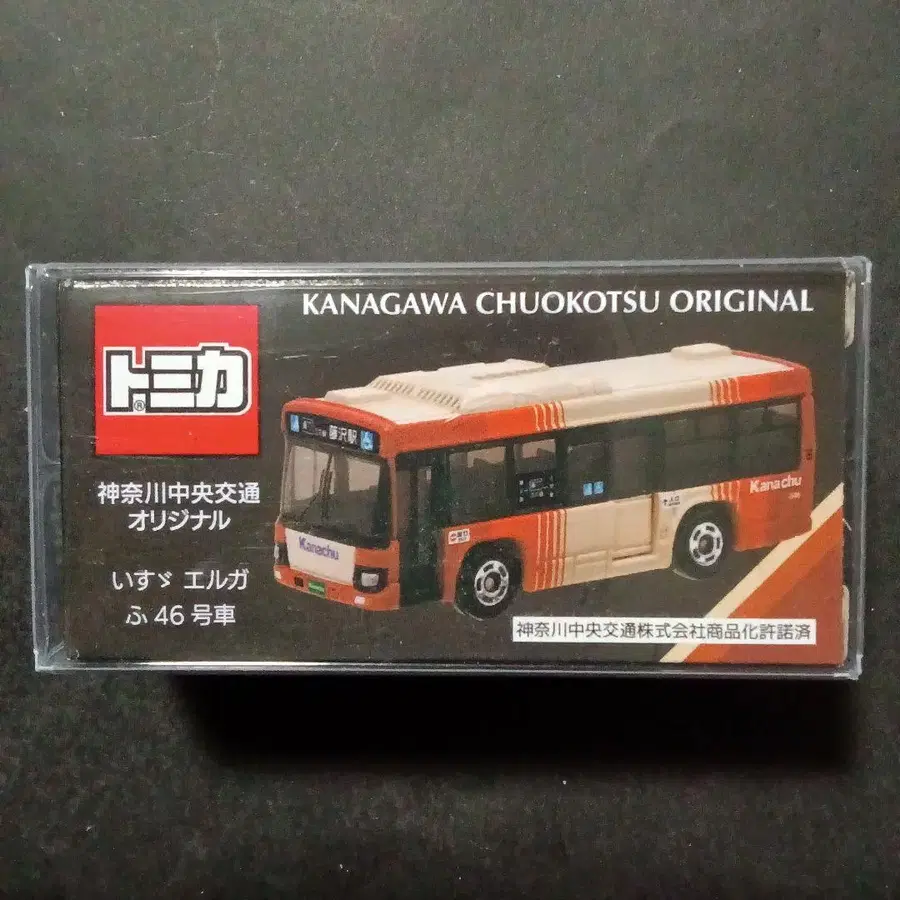 KANAGAWA CHUOKOTSU ORIGINAL
トミカ
®
神奈川中央交通
オリジナル
いすゞ エルガ
ふ46号車
藤沢駅
Kanachu
Kanachu
神奈川中央交通株式会社商品化許諾済